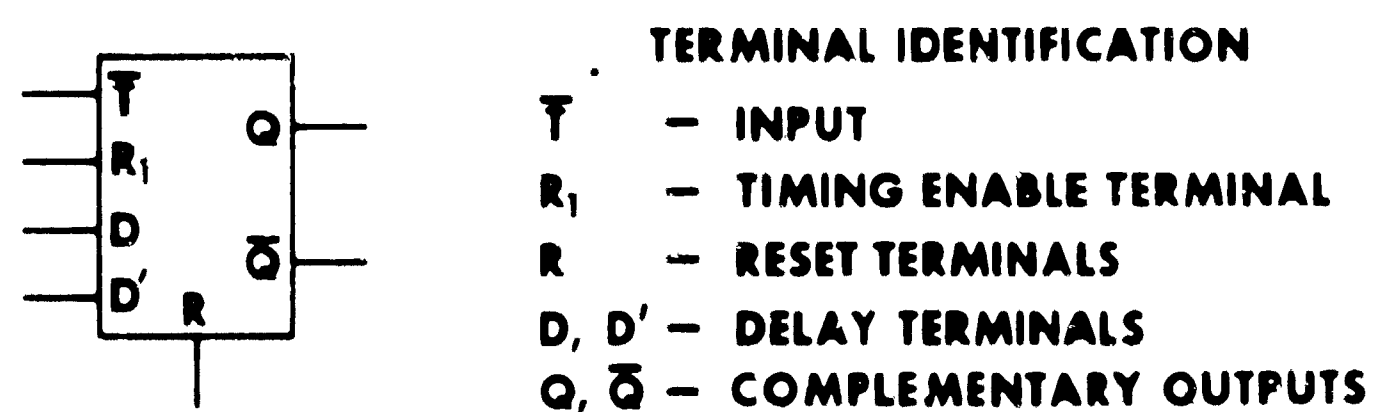 T̅
R₁
D
D′
R
Q
Q̅
TERMINAL IDENTIFICATION
T̅ — INPUT
R₁ — TIMING ENABLE TERMINAL
R — RESET TERMINALS
D, D′ — DELAY TERMINALS
Q, Q̅ — COMPLEMENTARY OUTPUTS